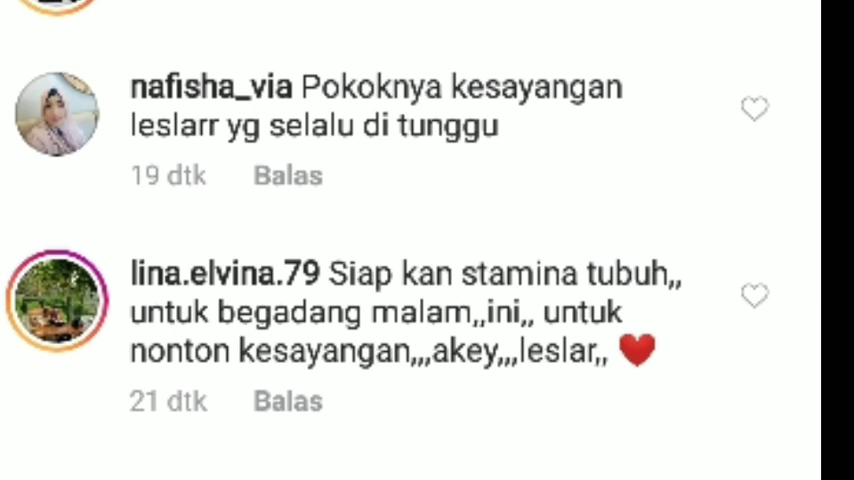 nafisha_via Pokoknya kesayangan
leslarr yg selalu di tunggu
19 dtk Balas
lina.elvina.79 Siap kan stamina tubuh,,
untuk begadang malam,,ini,, untuk
nonton kesayangan,,,akey,,,leslar,, ❤️
21 dtk Balas